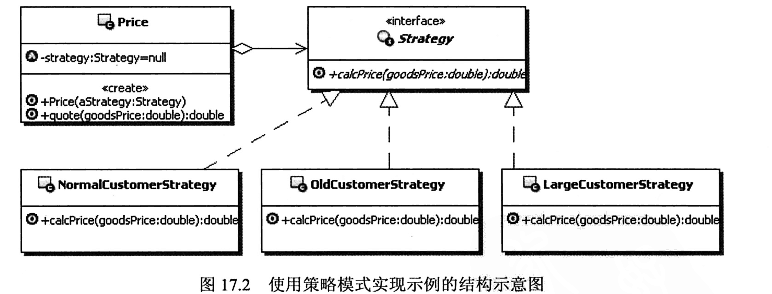 Price
-strategy:Strategy=null
«create»
+Price(aStrategy:Strategy)
+quote(goodsPrice:double):double
«interface»
Strategy
+calcPrice(goodsPrice:double):double
NormalCustomerStrategy
+calcPrice(goodsPrice:double):double
OldCustomerStrategy
+calcPrice(goodsPrice:double):double
LargeCustomerStrategy
+calcPrice(goodsPrice:double):double
图 17.2 使用策略模式实现示例的结构示意图